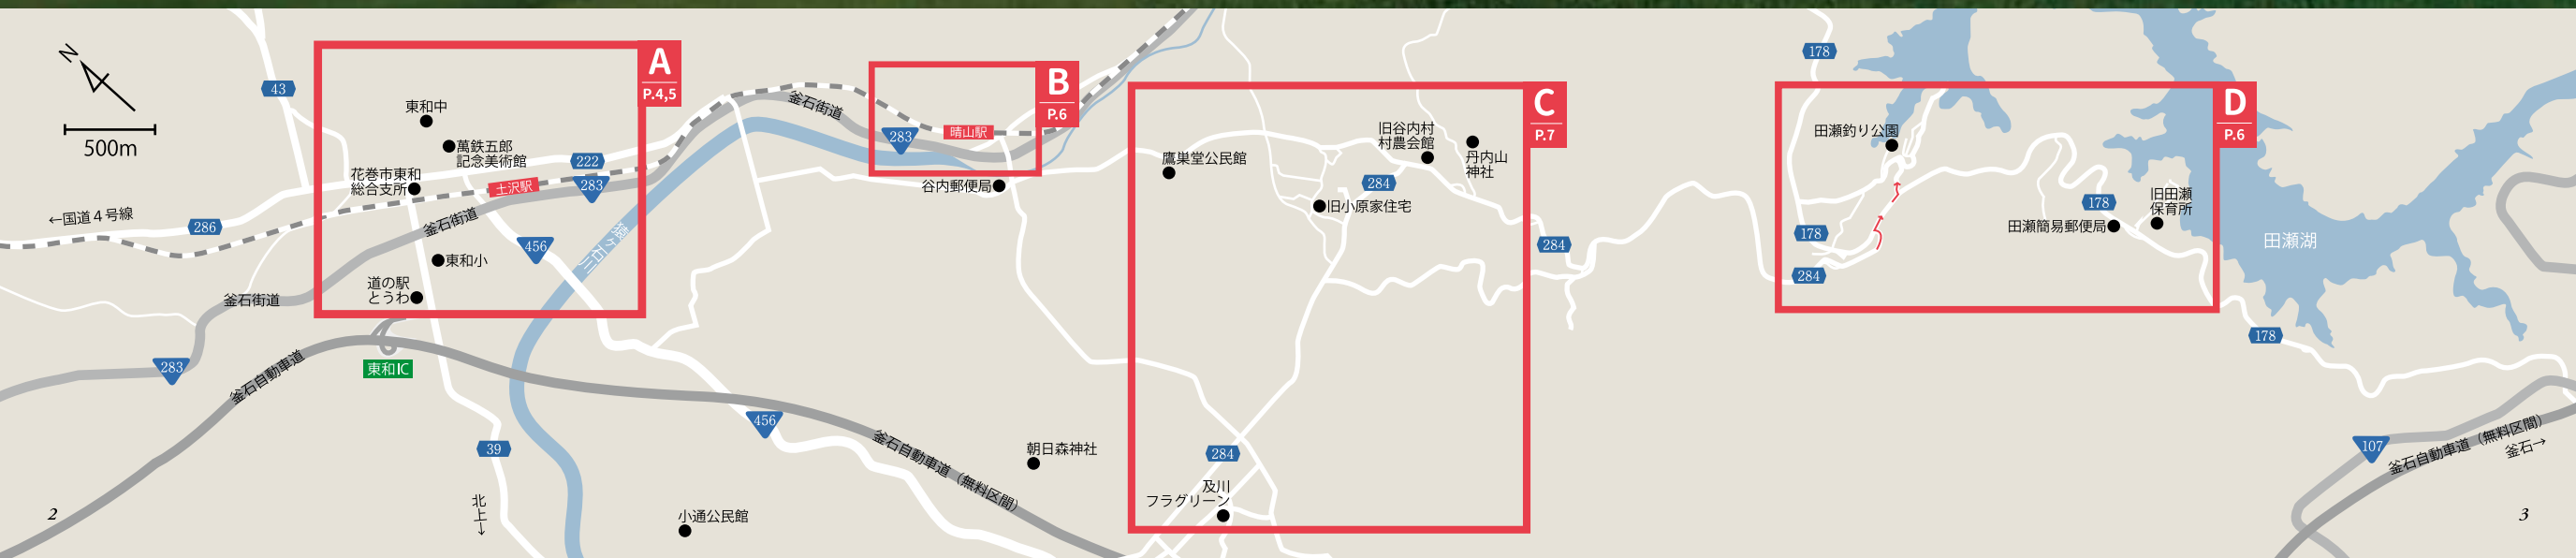 N
500m
43
A
P.4,5
東和中
萬鉄五郎
記念美術館
222
花巻市東和
総合支所
土沢駅
283
←国道４号線
286
釜石街道
456
猿ヶ石川
東和小
道の駅
とうわ
釜石街道
283
釜石自動車道
東和IC
39
北上→
2
釜石街道
283
晴山駅
B
P.6
谷内郵便局
456
釜石自動車道（無料区間）
朝日森神社
小通公民館
C
P.7
鷹巣堂公民館
旧谷内村
村農会館
丹内山
神社
284
旧小原家住宅
284
284
及川
フラグリーン
178
D
P.6
田瀬釣り公園
178
284
178
旧田瀬
保育所
田瀬簡易郵便局
田瀬湖
178
107
釜石自動車道（無料区間）
釜石→
3